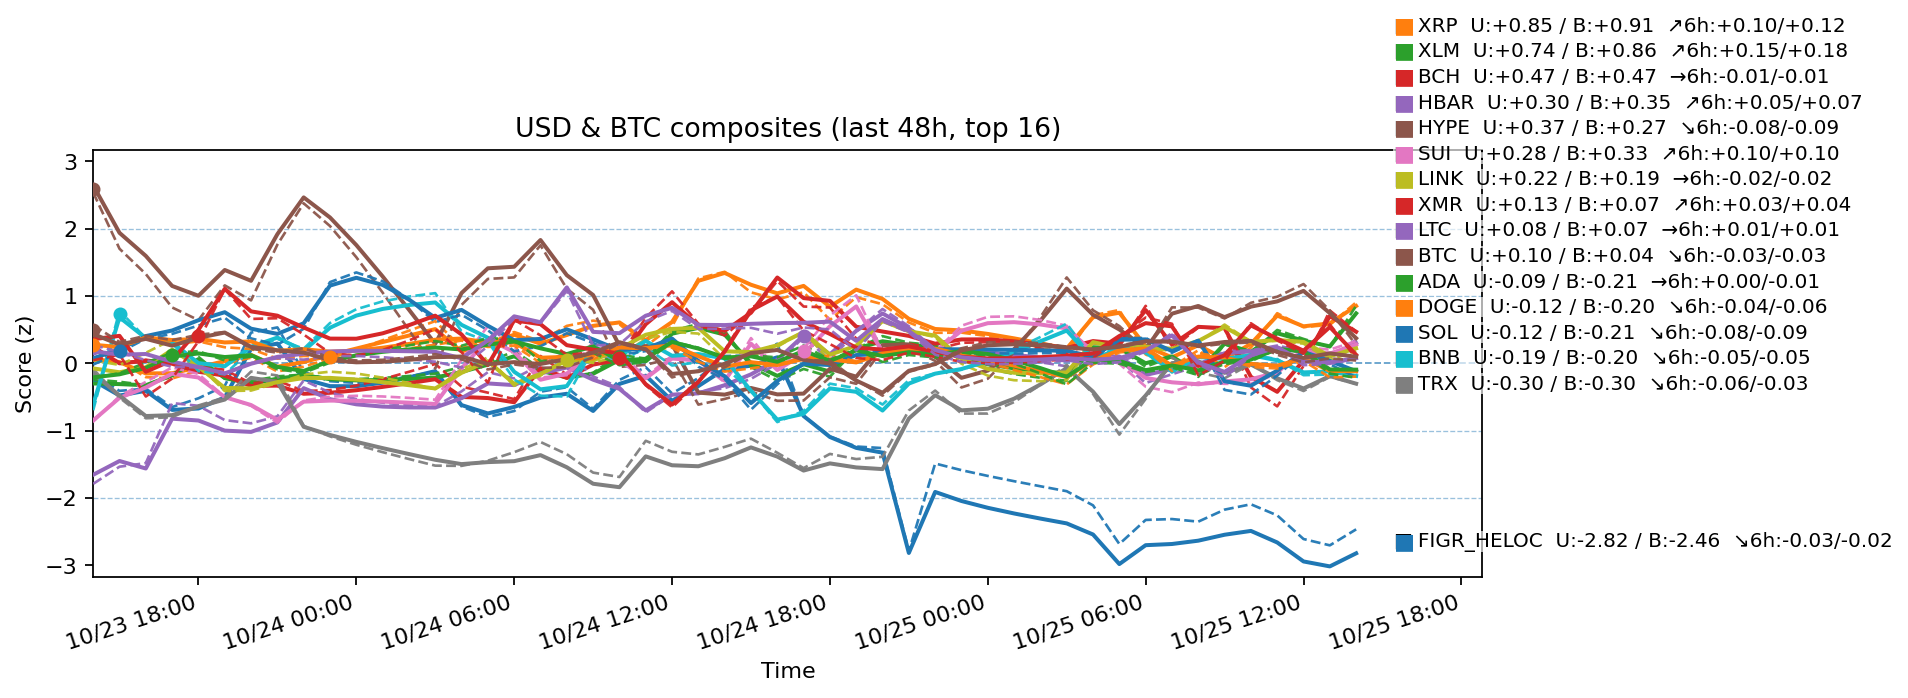 XRP  U:+0.85 / B:+0.91  ↗6h:+0.10/+0.12
XLM  U:+0.74 / B:+0.86  ↗6h:+0.15/+0.18
BCH  U:+0.47 / B:+0.47  →6h:-0.01/-0.01
HBAR  U:+0.30 / B:+0.35  ↗6h:+0.05/+0.07
HYPE  U:+0.37 / B:+0.27  ↘6h:-0.08/-0.09
SUI  U:+0.28 / B:+0.33  ↗6h:+0.10/+0.10
LINK  U:+0.22 / B:+0.19  →6h:-0.02/-0.02
XMR  U:+0.13 / B:+0.07  ↗6h:+0.03/+0.04
LTC  U:+0.08 / B:+0.07  →6h:+0.01/+0.01
BTC  U:+0.10 / B:+0.04  ↘6h:-0.03/-0.03
ADA  U:-0.09 / B:-0.21  →6h:+0.00/-0.01
DOGE  U:-0.12 / B:-0.20  ↘6h:-0.04/-0.06
SOL  U:-0.12 / B:-0.21  ↘6h:-0.08/-0.09
BNB  U:-0.19 / B:-0.20  ↘6h:-0.05/-0.05
TRX  U:-0.30 / B:-0.30  ↘6h:-0.06/-0.03
FIGR_HELOC  U:-2.82 / B:-2.46  ↘6h:-0.03/-0.02
USD & BTC composites (last 48h, top 16)
Score (z)
3
2
1
0
−1
−2
−3
10/23 18:00
10/24 00:00
10/24 06:00
10/24 12:00
10/24 18:00
10/25 00:00
10/25 06:00
10/25 12:00
10/25 18:00
Time